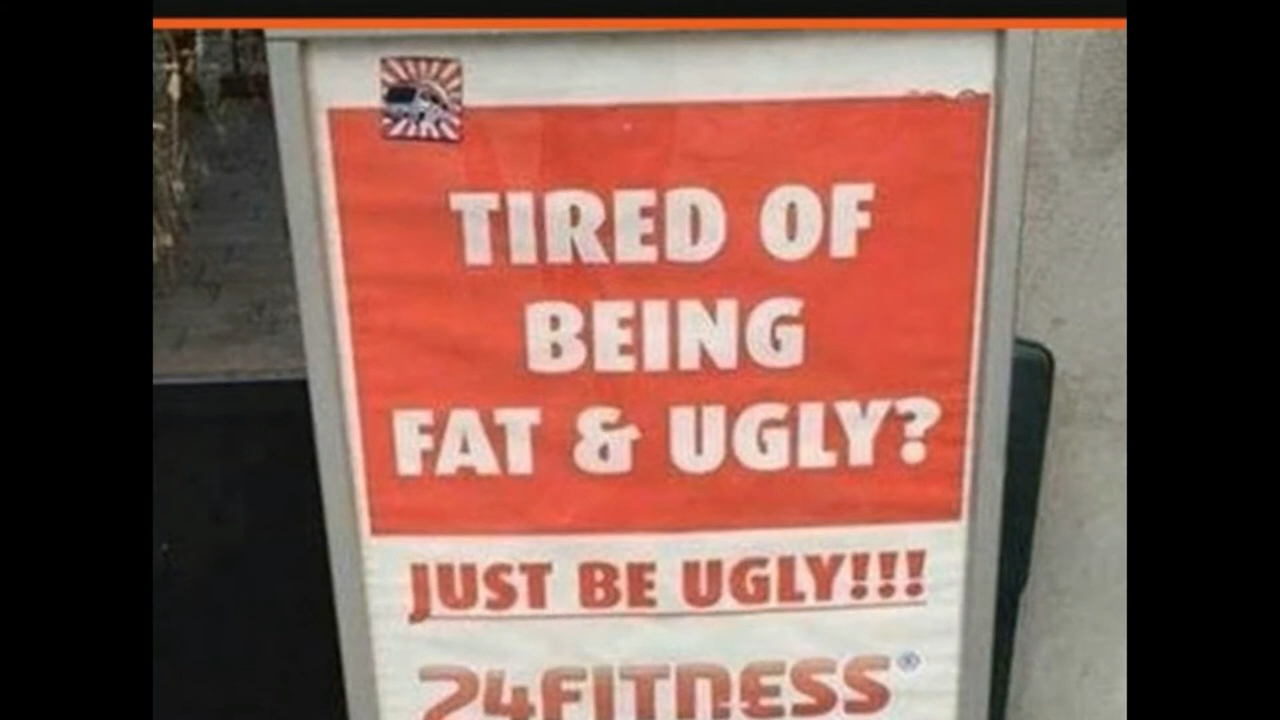 TIRED OF
BEING
FAT & UGLY?
JUST BE UGLY!!!
24FITNESS®